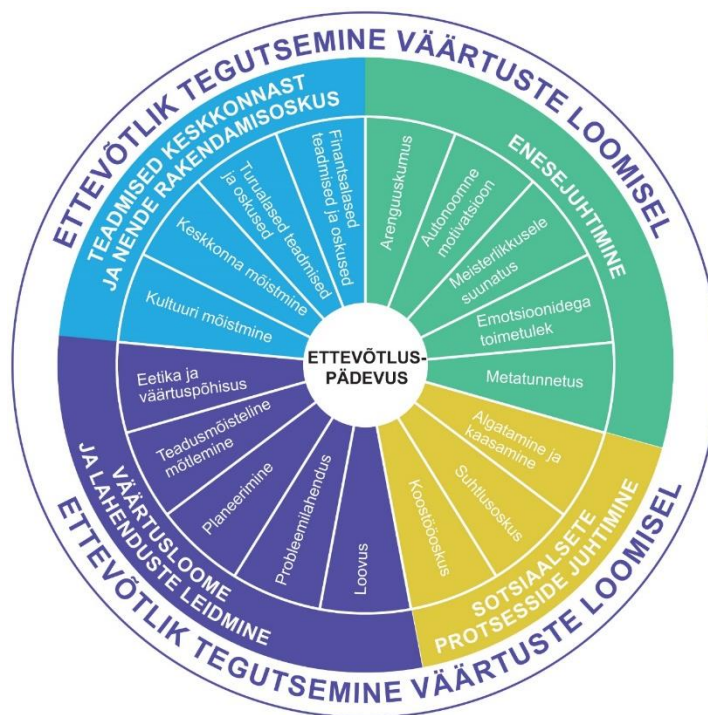 ETTEVÕTLIK TEGUTSEMINE VÄÄRTUSTE LOOMISEL
TEADMISED KESKKONNAST
JA NENDE RAKENDAMISOSKUS
Kultuuri mõistmine
Keskkonna mõistmine
Turualased teadmised
ja oskused
Finantsalased
teadmised ja oskused
ENESEJUHTIMINE
Arenguuskumus
Autonoomne
motivatsioon
Meisterlikkusele
suunatus
Emotsioonidega
toimetulek
Metatunnetus
ETTEVÕTLUS-
PÄDEVUS
SOTSIAALSETE
PROTSESSIDE JUHTIMINE
Algatamine ja
kaasamine
Suhtlusoskus
Koostööoskus
VÄÄRTUSLOOME
JA LAHENDUSTE LEIDMINE
Eetika ja
väärtuspõhisus
Teadusmõisteline
mõtlemine
Planeerimine
Probleemilahendus
Loovus
ETTEVÕTLIK TEGUTSEMINE VÄÄRTUSTE LOOMISEL